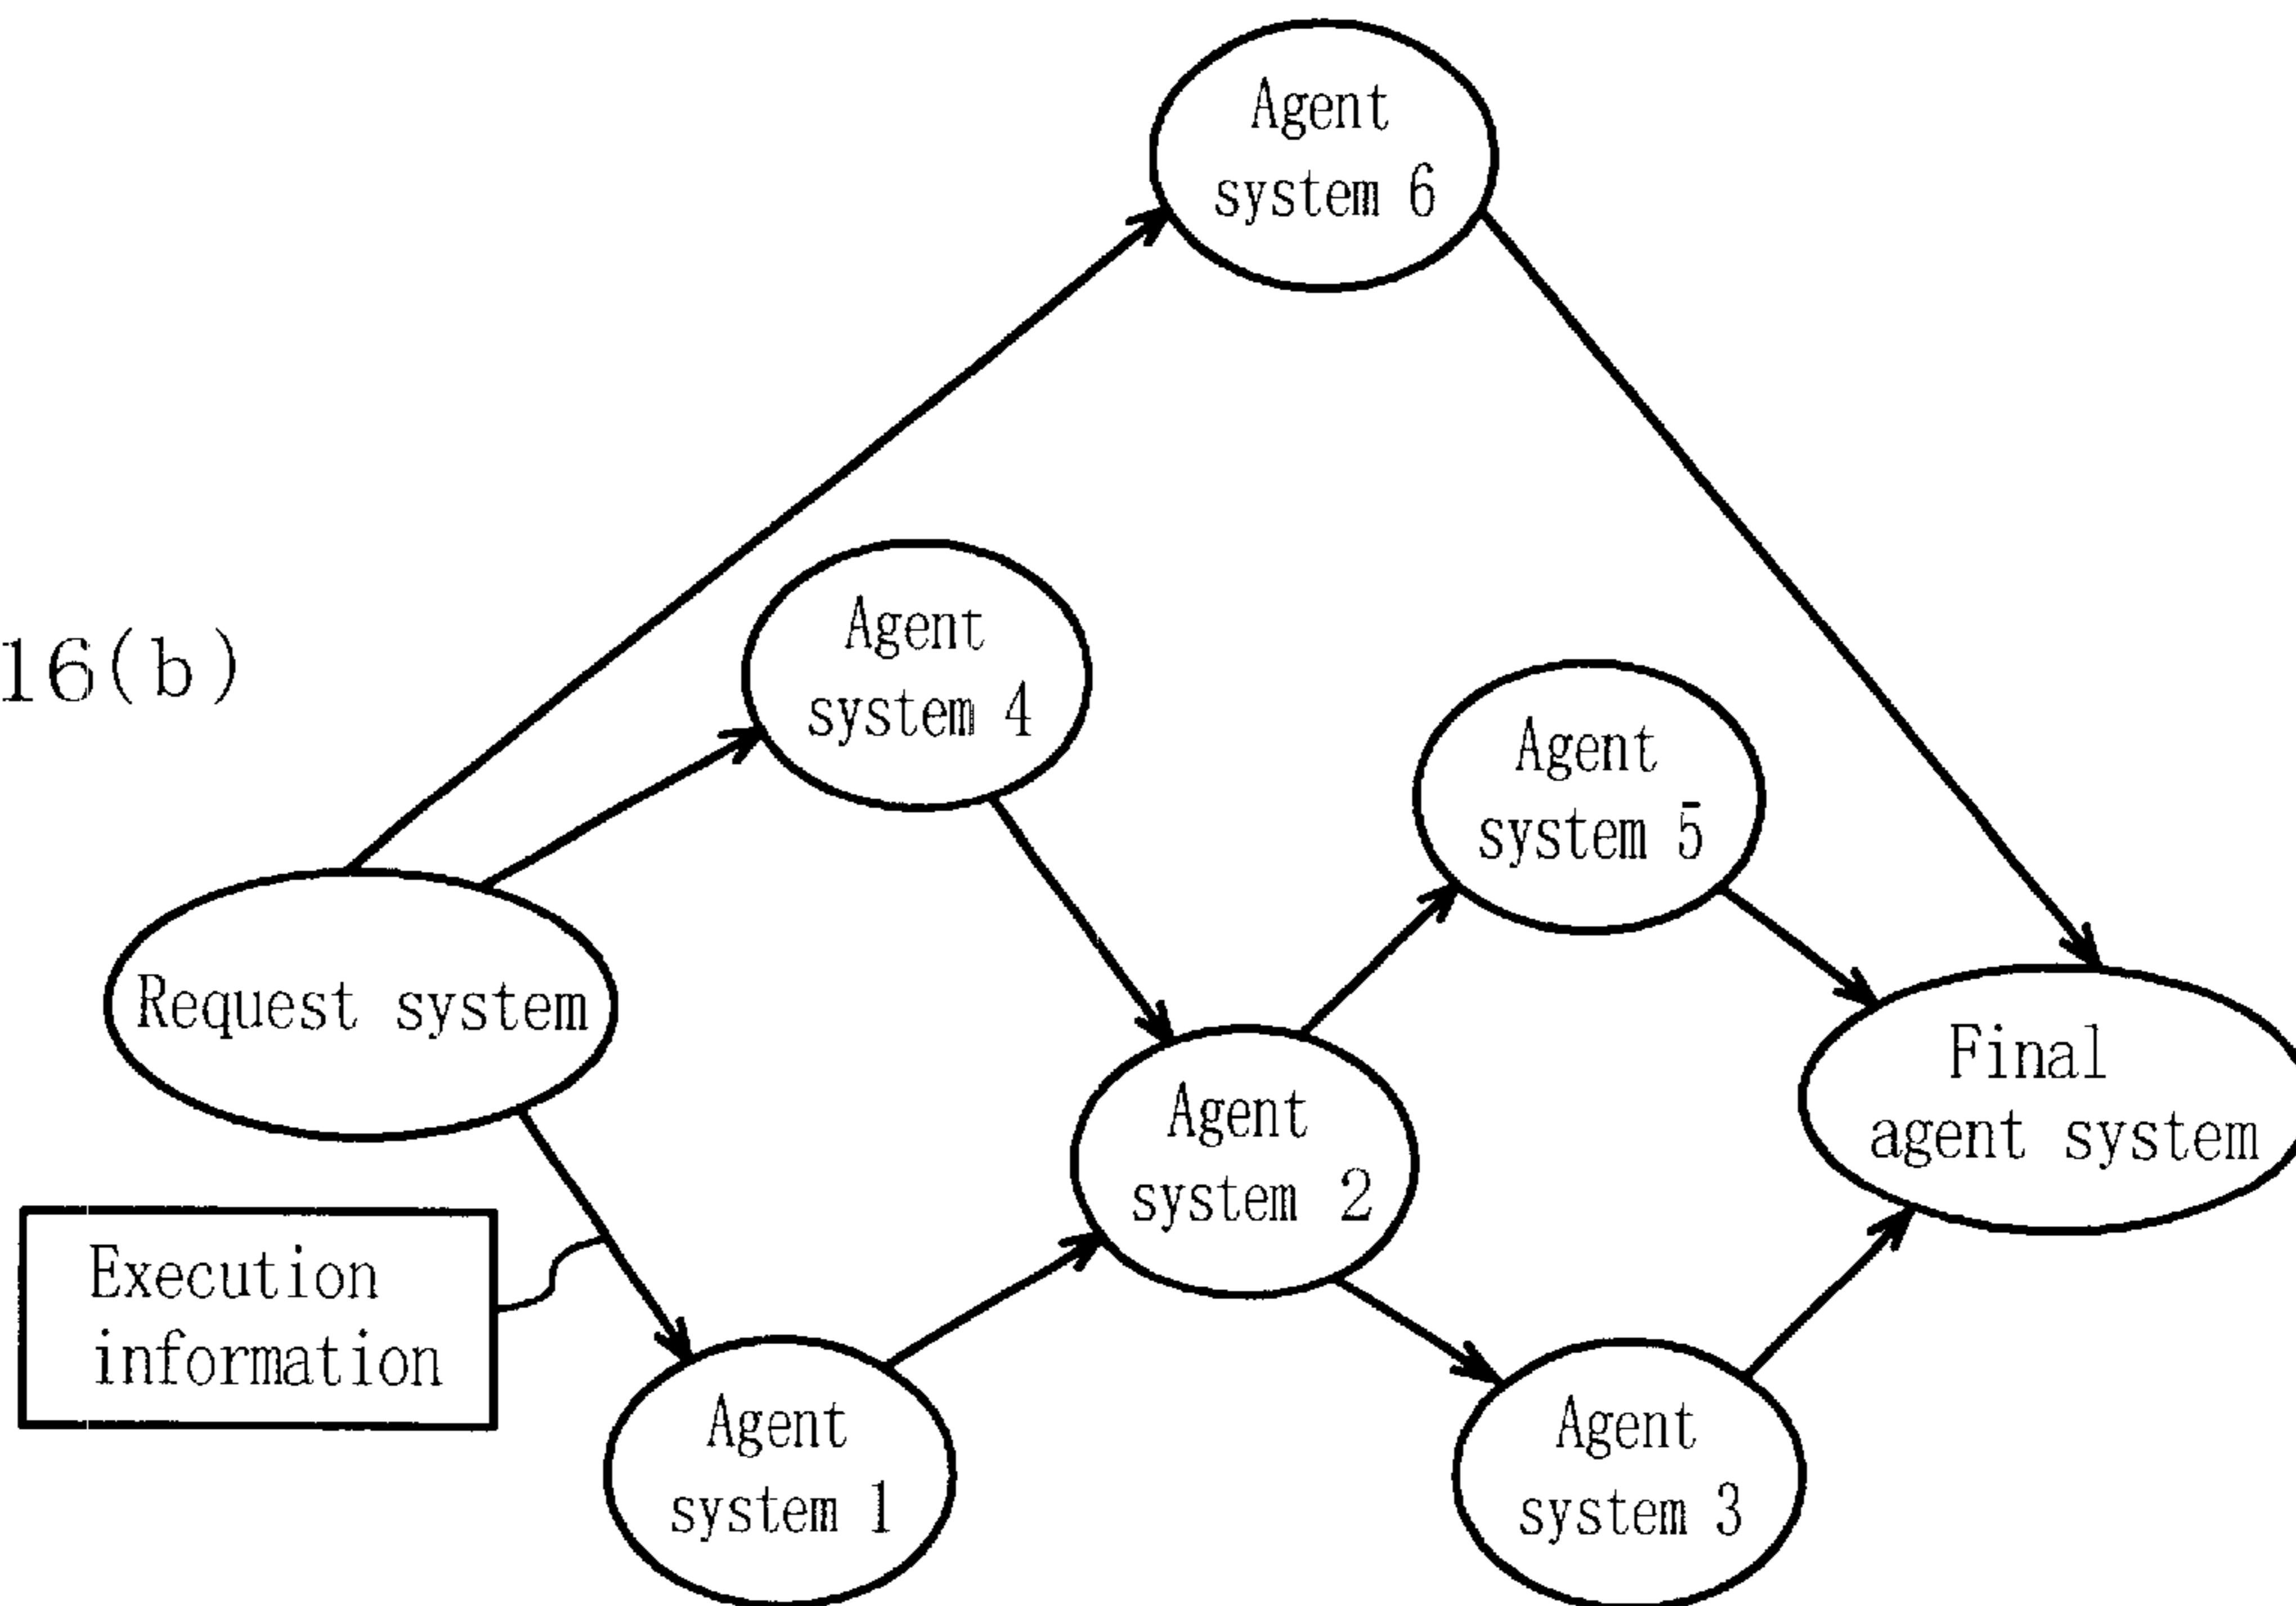 Agent
system 6
16(b)
Agent
system 4
Agent
system 5
Request system
Agent
system 2
Final
agent system
Execution
information
Agent
system 1
Agent
system 3